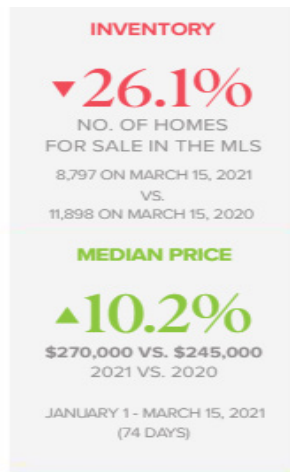 INVENTORY
▼26.1%
NO. OF HOMES
FOR SALE IN THE MLS
8,797 ON MARCH 15, 2021
VS.
11,898 ON MARCH 15, 2020
MEDIAN PRICE
▲10.2%
$270,000 VS. $245,000
2021 VS. 2020
JANUARY 1 - MARCH 15, 2021
(74 DAYS)